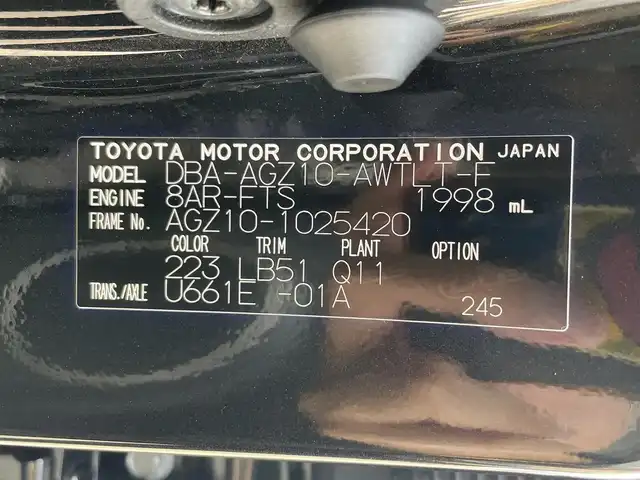 TOYOTA MOTOR CORPORATION JAPAN
MODEL DBA-AGZ10-AWTLT-F
ENGINE 8AR-FTS 1998 mL
FRAME No. AGZ10-1025420
COLOR TRIM PLANT OPTION
223 LB51 Q11
TRANS./AXLE U661E -01A 245